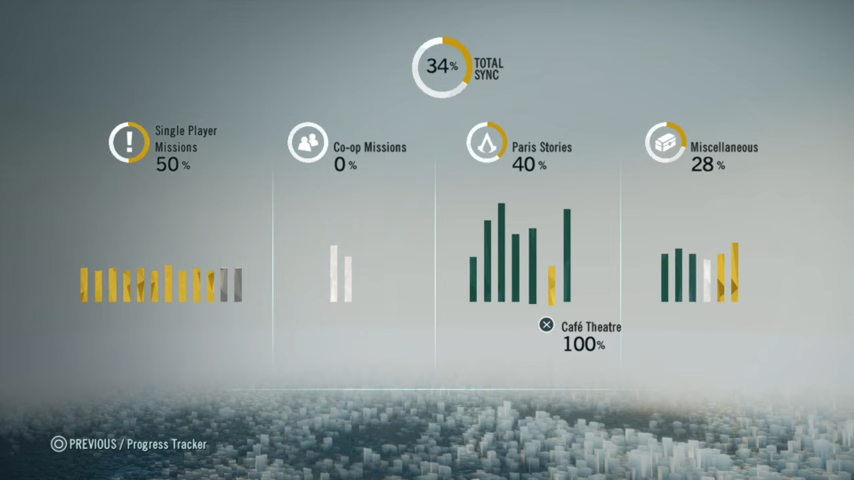 34%
TOTAL
SYNC
Single Player
Missions
50%
Co-op Missions
0%
Paris Stories
40%
Miscellaneous
28%
Café Theatre
100%
PREVIOUS / Progress Tracker